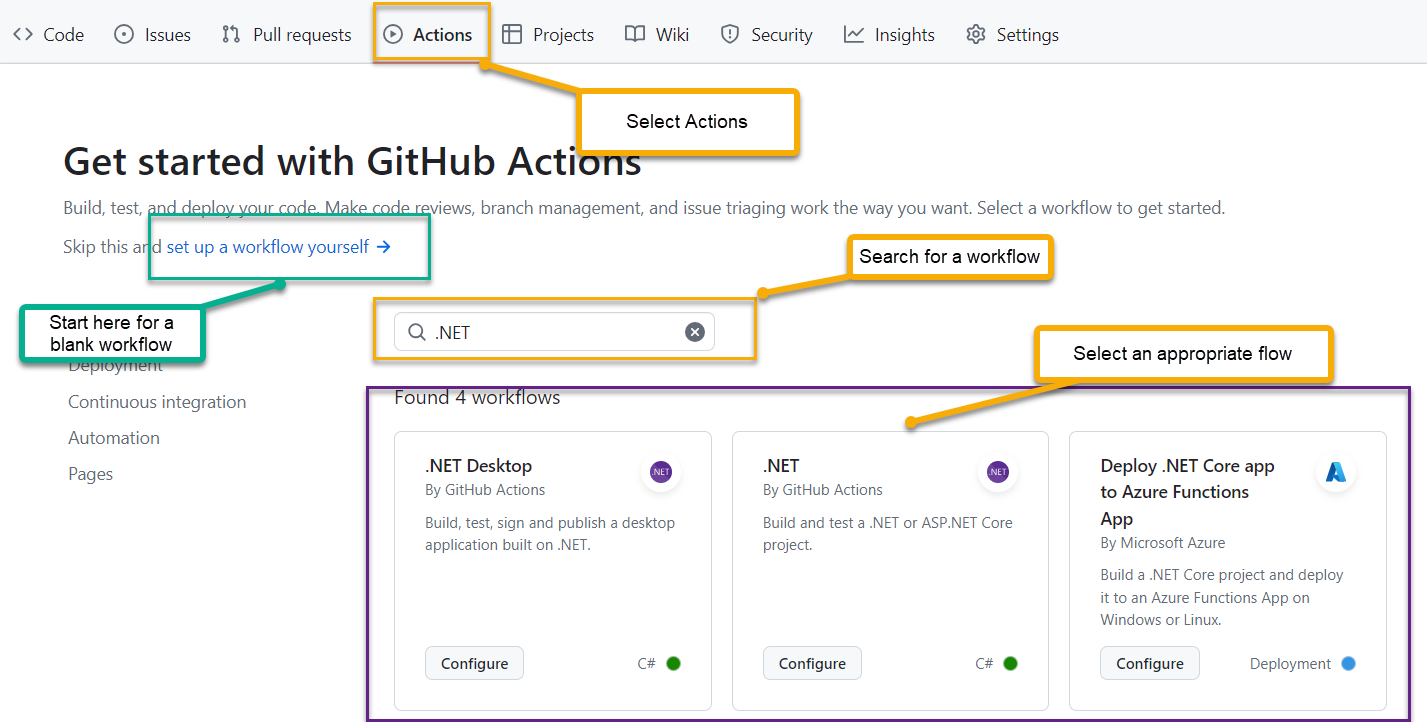 Code Issues Pull requests Actions Projects Wiki Security Insights Settings
Select Actions
Get started with GitHub Actions
Build, test, and deploy your code. Make code reviews, branch management, and issue triaging work the way you want. Select a workflow to get started.
Skip this and set up a workflow yourself →
Search for a workflow
Start here for a
blank workflow
.NET
Select an appropriate flow
Deployment
Continuous integration
Automation
Pages
Found 4 workflows
.NET Desktop
By GitHub Actions
Build, test, sign and publish a desktop
application built on .NET.
Configure C#
.NET
.NET
By GitHub Actions
Build and test a .NET or ASP.NET Core
project.
Configure C#
.NET
Deploy .NET Core app
to Azure Functions
App
By Microsoft Azure
Build a .NET Core project and deploy
it to an Azure Functions App on
Windows or Linux.
Configure Deployment